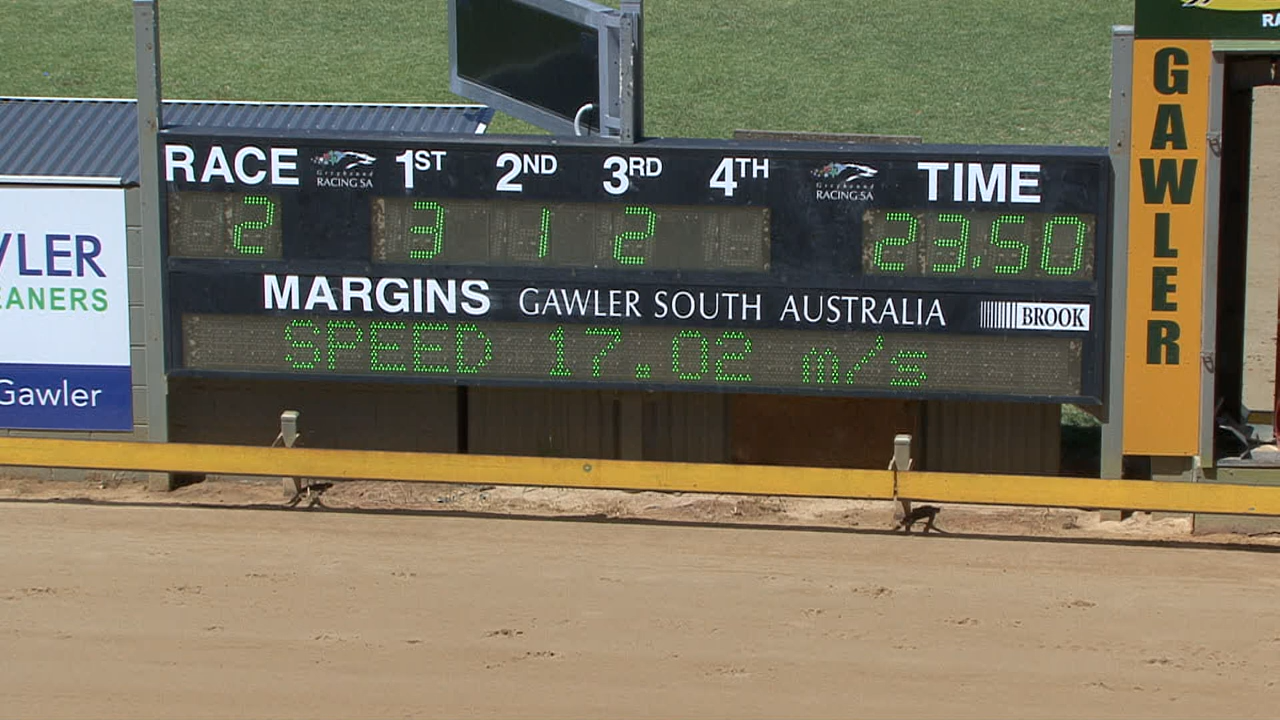 RACE 1ST 2ND 3RD 4TH TIME
Greyhound RACING.SA
Greyhound RACING.SA
2 3 1 2 23.50
MARGINS GAWLER SOUTH AUSTRALIA BROOK
SPEED 17.02 m/s
GAWLER
RA
VLER
EANERS
Gawler